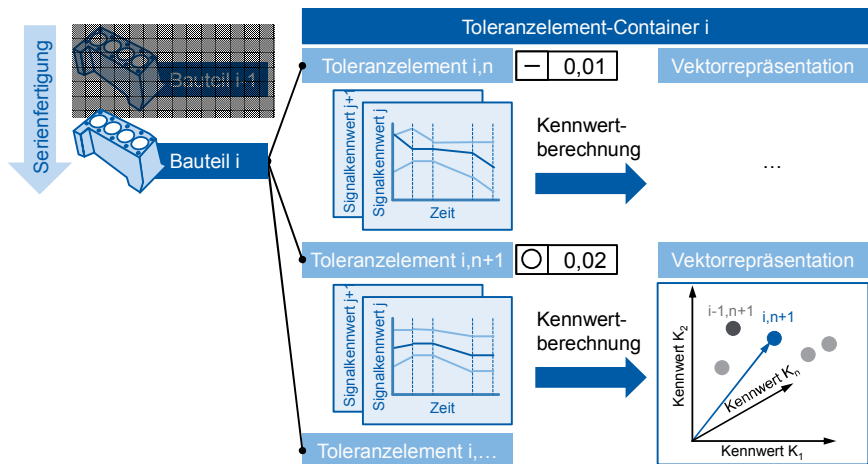 Toleranzelement-Container i
Serienfertigung
Bauteil i-1
Bauteil i
Toleranzelement i,n
0,01
Vektorrepräsentation
Signalkennwert j+1
Signalkennwert j
Zeit
Kennwert-
berechnung
...
Toleranzelement i,n+1
0,02
Vektorrepräsentation
Signalkennwert j+1
Signalkennwert j
Zeit
Kennwert-
berechnung
Kennwert K2
i-1,n+1
i,n+1
Kennwert Kn
Kennwert K1
Toleranzelement i,...